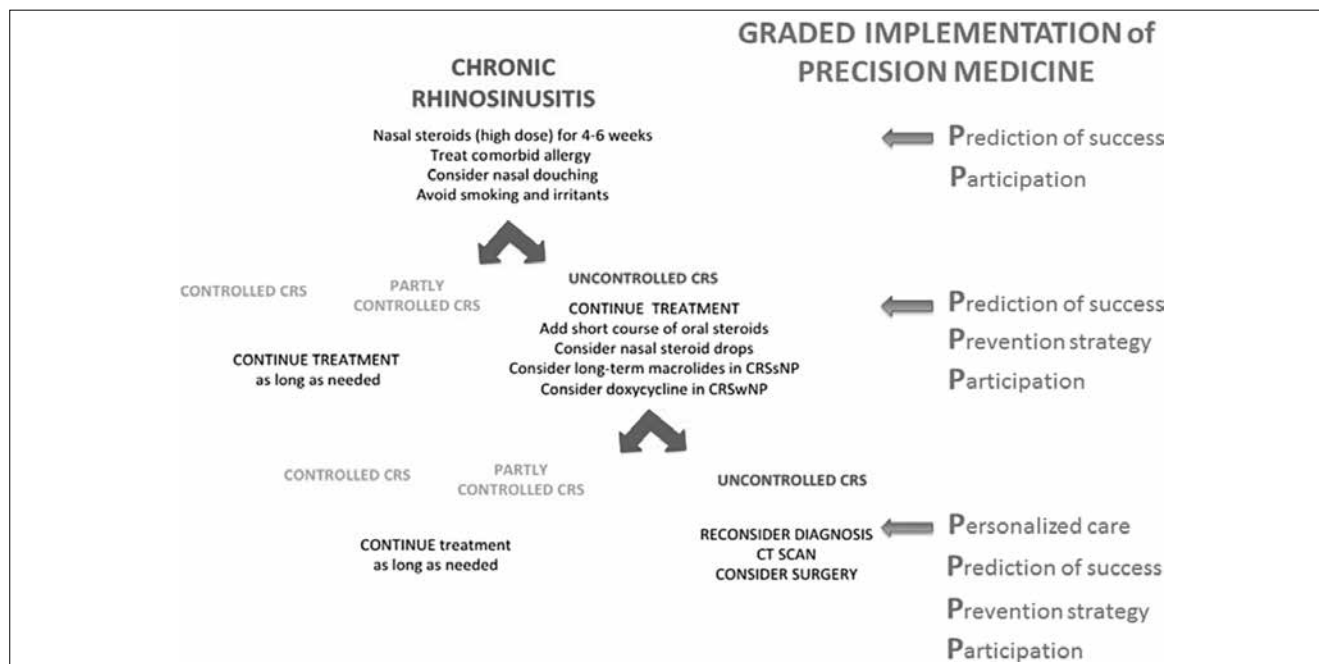 GRADED IMPLEMENTATION of
PRECISION MEDICINE
CHRONIC
RHINOSINUSITIS
Nasal steroids (high dose) for 4-6 weeks
Treat comorbid allergy
Consider nasal douching
Avoid smoking and irritants
Prediction of success
Participation
CONTROLLED CRS
PARTLY
CONTROLLED CRS
CONTINUE TREATMENT
as long as needed
UNCONTROLLED CRS
CONTINUE TREATMENT
Add short course of oral steroids
Consider nasal steroid drops
Consider long-term macrolides in CRSsNP
Consider doxycycline in CRSwNP
Prediction of success
Prevention strategy
Participation
CONTROLLED CRS
PARTLY
CONTROLLED CRS
CONTINUE treatment
as long as needed
UNCONTROLLED CRS
RECONSIDER DIAGNOSIS
CT SCAN
CONSIDER SURGERY
Personalized care
Prediction of success
Prevention strategy
Participation